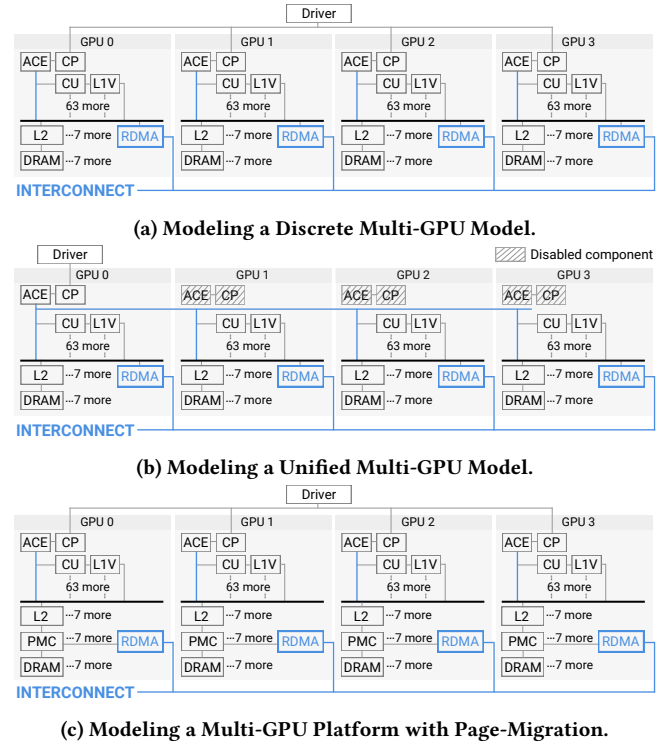 Driver
GPU 0 GPU 1 GPU 2 GPU 3
ACE CP ACE CP ACE CP ACE CP
CU L1V CU L1V CU L1V CU L1V
63 more 63 more 63 more 63 more
L2 ...7 more RDMA L2 ...7 more RDMA L2 ...7 more RDMA L2 ...7 more RDMA
DRAM ...7 more DRAM ...7 more DRAM ...7 more DRAM ...7 more
INTERCONNECT
(a) Modeling a Discrete Multi-GPU Model.
Driver Disabled component
GPU 0 GPU 1 GPU 2 GPU 3
ACE CP ACE CP ACE CP ACE CP
CU L1V CU L1V CU L1V CU L1V
63 more 63 more 63 more 63 more
L2 ...7 more RDMA L2 ...7 more RDMA L2 ...7 more RDMA L2 ...7 more RDMA
DRAM ...7 more DRAM ...7 more DRAM ...7 more DRAM ...7 more
INTERCONNECT
(b) Modeling a Unified Multi-GPU Model.
Driver
GPU 0 GPU 1 GPU 2 GPU 3
ACE CP ACE CP ACE CP ACE CP
CU L1V CU L1V CU L1V CU L1V
63 more 63 more 63 more 63 more
L2 ...7 more L2 ...7 more L2 ...7 more L2 ...7 more
PMC ...7 more RDMA PMC ...7 more RDMA PMC ...7 more RDMA PMC ...7 more RDMA
DRAM ...7 more DRAM ...7 more DRAM ...7 more DRAM ...7 more
INTERCONNECT
(c) Modeling a Multi-GPU Platform with Page-Migration.